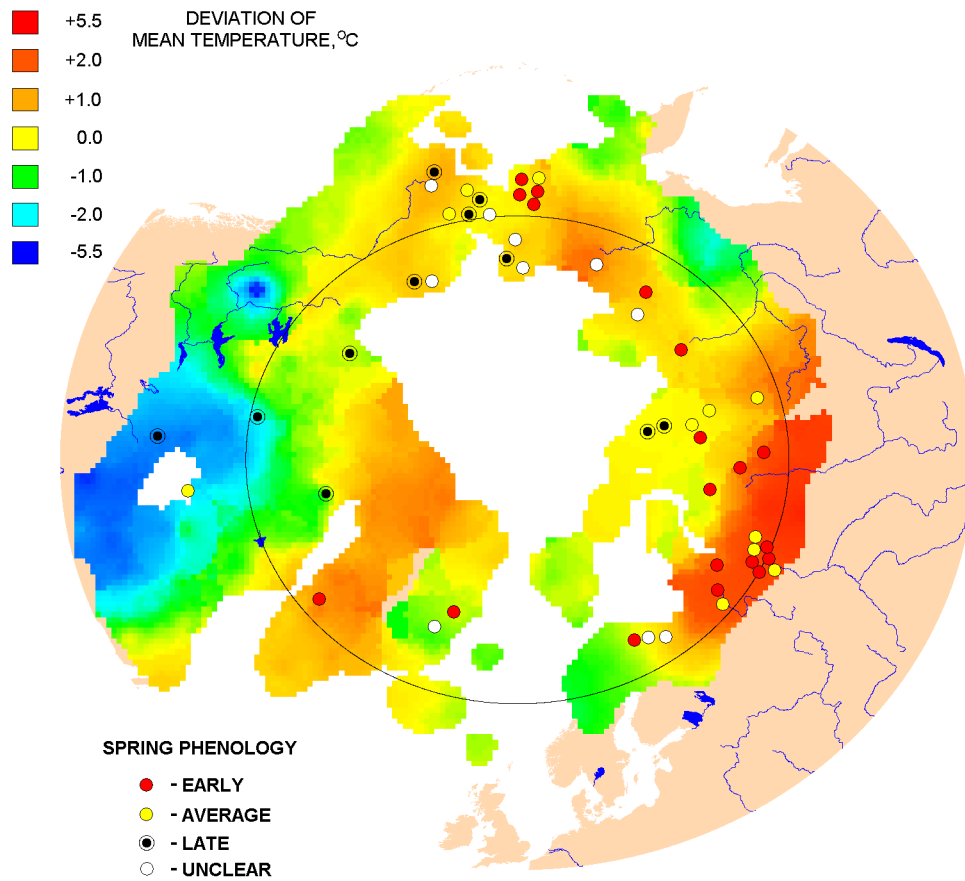 DEVIATION OF
MEAN TEMPERATURE, °C
+5.5
+2.0
+1.0
0.0
-1.0
-2.0
-5.5
SPRING PHENOLOGY
- EARLY
- AVERAGE
- LATE
- UNCLEAR